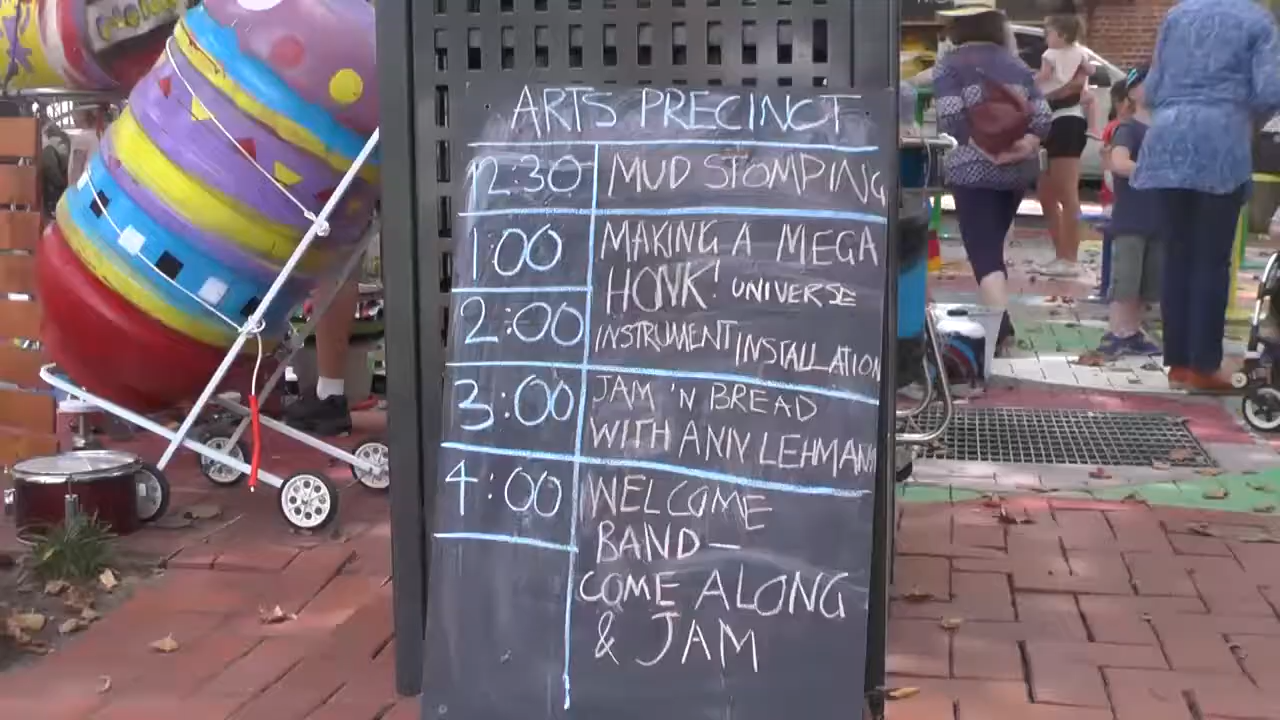 ARTS PRECINCT
12:30 MUD STOMPING
1:00 MAKING A MEGA
HONK! UNIVERSE
2:00 INSTRUMENT INSTALLATION
3:00 JAM 'N BREAD
WITH ANN LEHMANN
4:00 WELCOME
BAND —
COME ALONG
& JAM